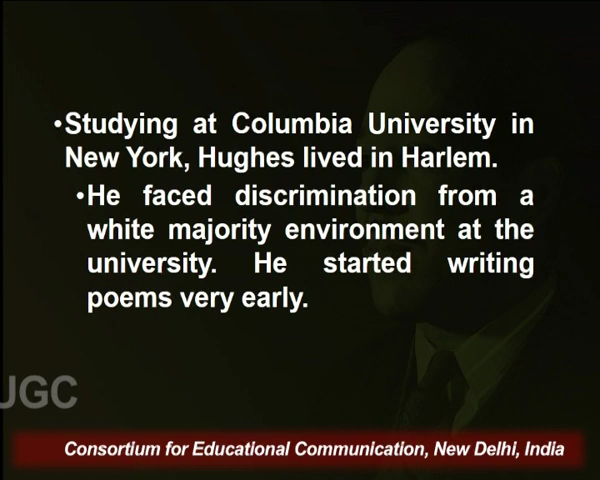 •Studying at Columbia University in
New York, Hughes lived in Harlem.
•He faced discrimination from a
white majority environment at the
university. He started writing
poems very early.
UGC
Consortium for Educational Communication, New Delhi, India